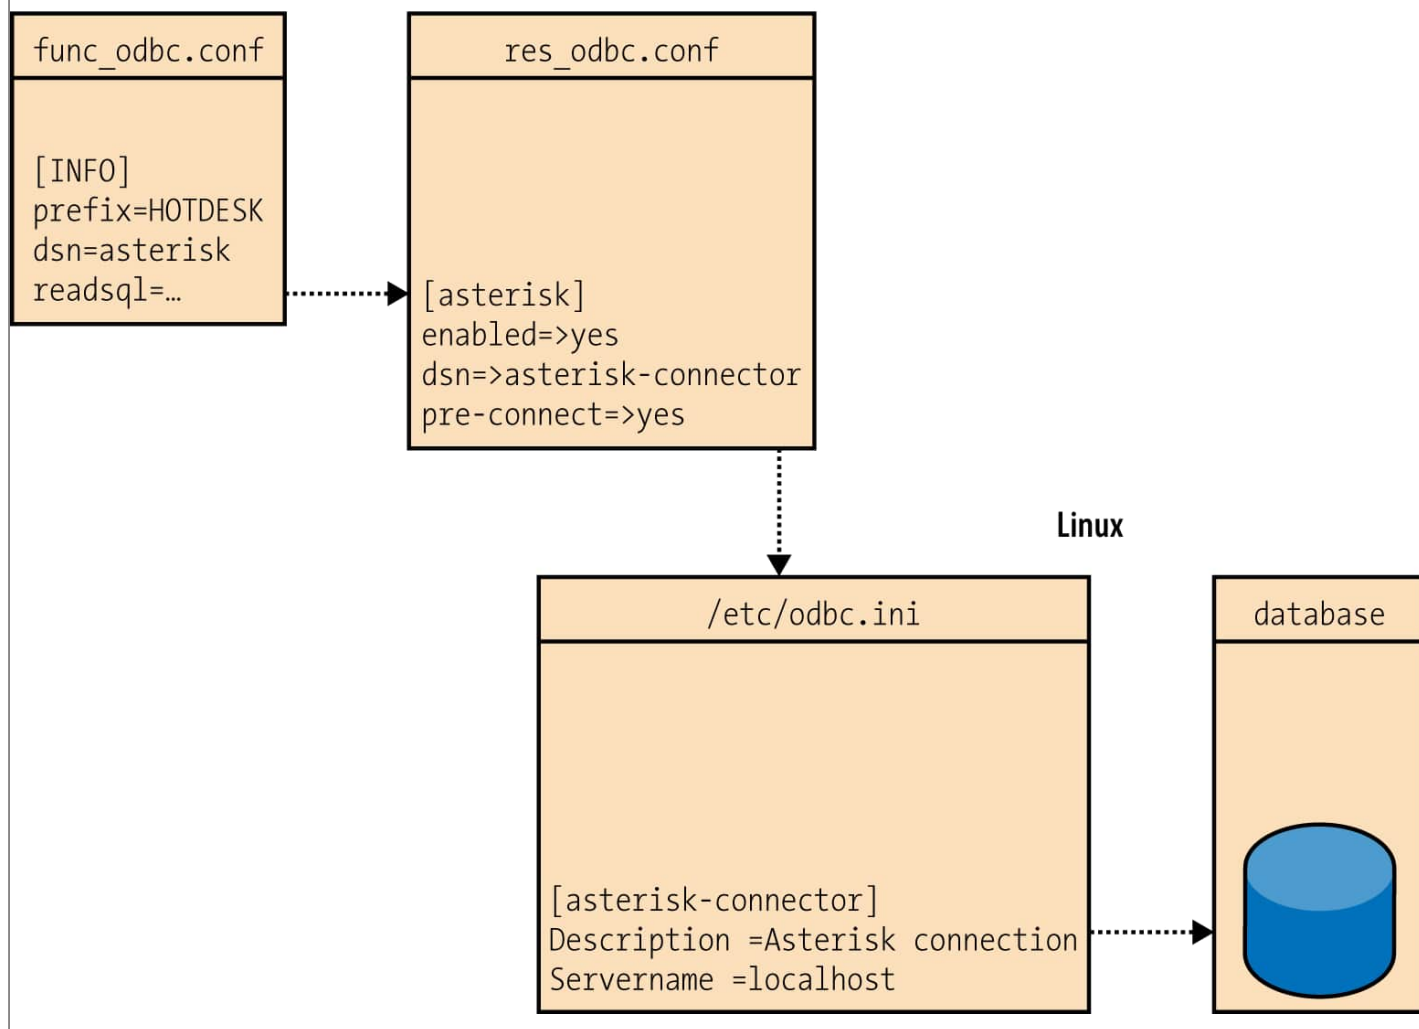 func_odbc.conf
[INFO]
prefix=HOTDESK
dsn=asterisk
readsql=…
res_odbc.conf
[asterisk]
enabled=>yes
dsn=>asterisk-connector
pre-connect=>yes
Linux
/etc/odbc.ini
[asterisk-connector]
Description =Asterisk connection
Servername =localhost
database